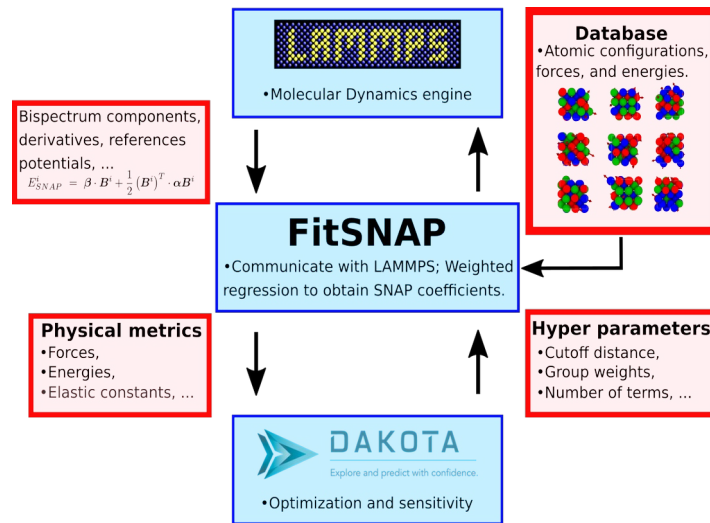 LAMMPS
•Molecular Dynamics engine
Database
•Atomic configurations,
forces, and energies.
Bispectrum components,
derivatives, references
potentials, ...
E^i_{SNAP} = β · B^i + 1/2 (B^i)^T · αB^i
FitSNAP
•Communicate with LAMMPS; Weighted
regression to obtain SNAP coefficients.
Physical metrics
•Forces,
•Energies,
•Elastic constants, ...
Hyper parameters
•Cutoff distance,
•Group weights,
•Number of terms, ...
DAKOTA
Explore and predict with confidence.
•Optimization and sensitivity